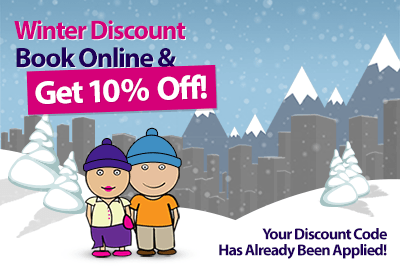 Winter Discount
Book Online &
Get 10% Off!
Your Discount Code
Has Already Been Applied!